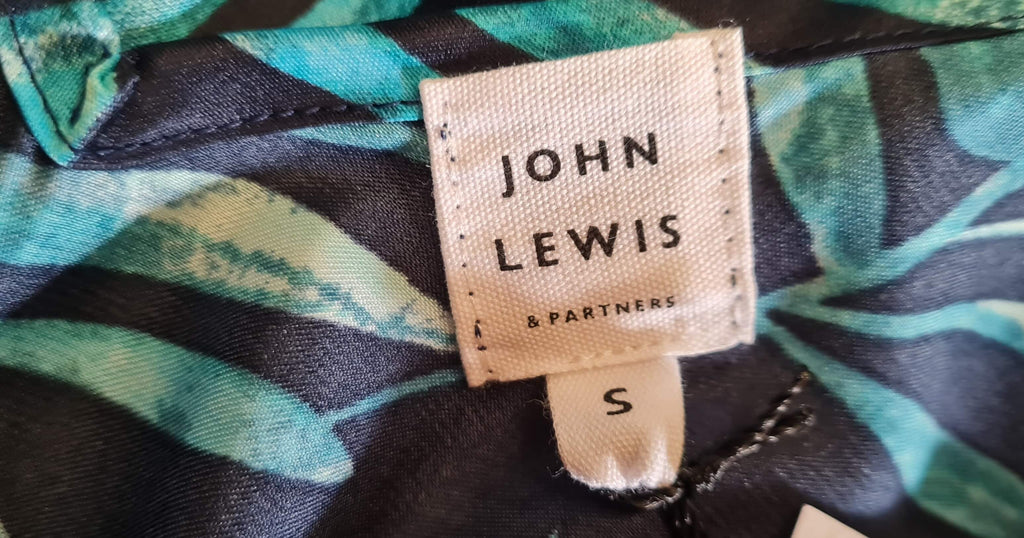 JOHN
LEWIS
& PARTNERS
S